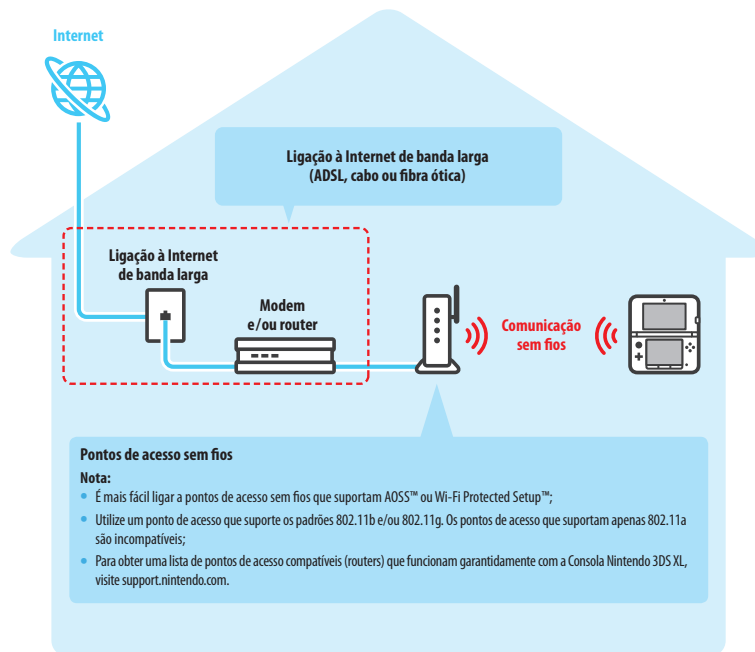 Internet
Ligação à Internet de banda larga
(ADSL, cabo ou fibra ótica)
Ligação à Internet
de banda larga
Modem
e/ou router
Comunicação
sem fios
Pontos de acesso sem fios
Nota:
• É mais fácil ligar a pontos de acesso sem fios que suportam AOSS™ ou Wi-Fi Protected Setup™;
• Utilize um ponto de acesso que suporte os padrões 802.11b e/ou 802.11g. Os pontos de acesso que suportam apenas 802.11a
são incompatíveis;
• Para obter uma lista de pontos de acesso compatíveis (routers) que funcionam garantidamente com a Consola Nintendo 3DS XL,
visite support.nintendo.com.